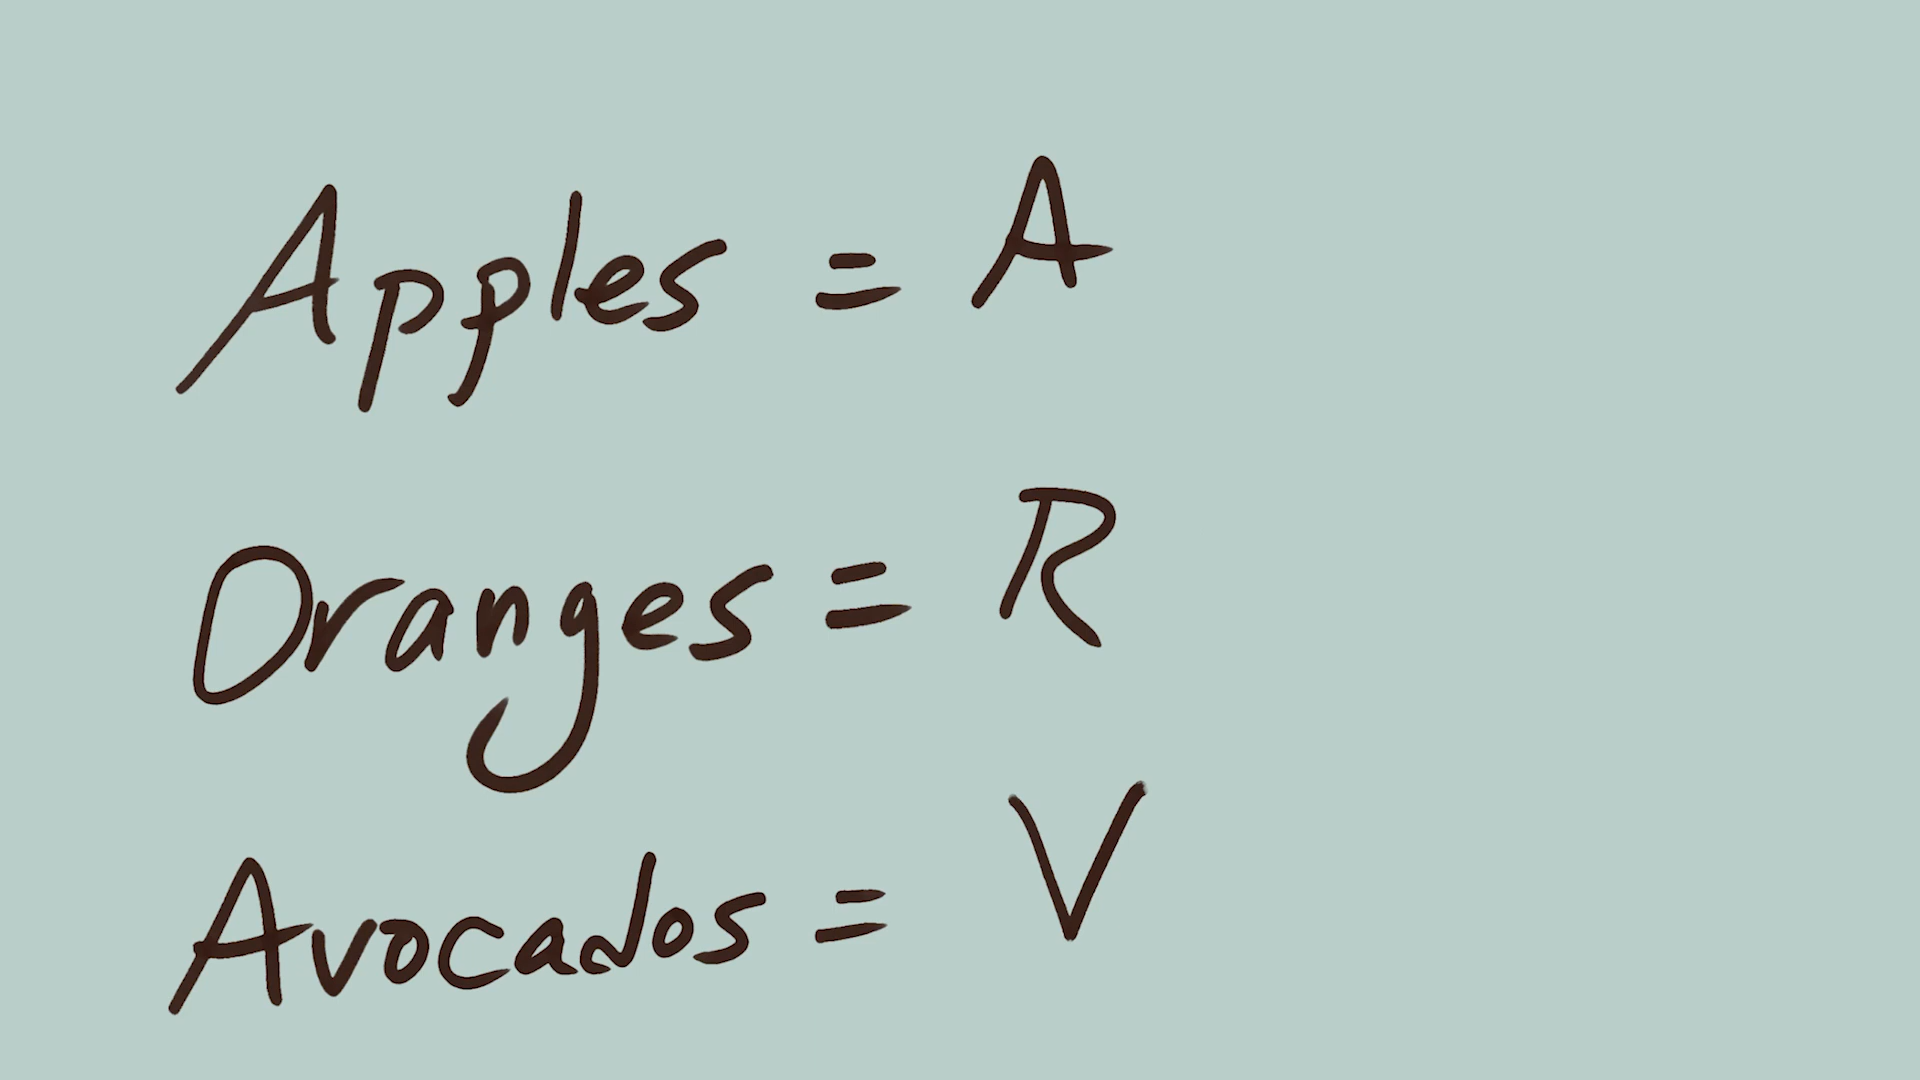 Apples = A
Oranges = R
Avocados = V